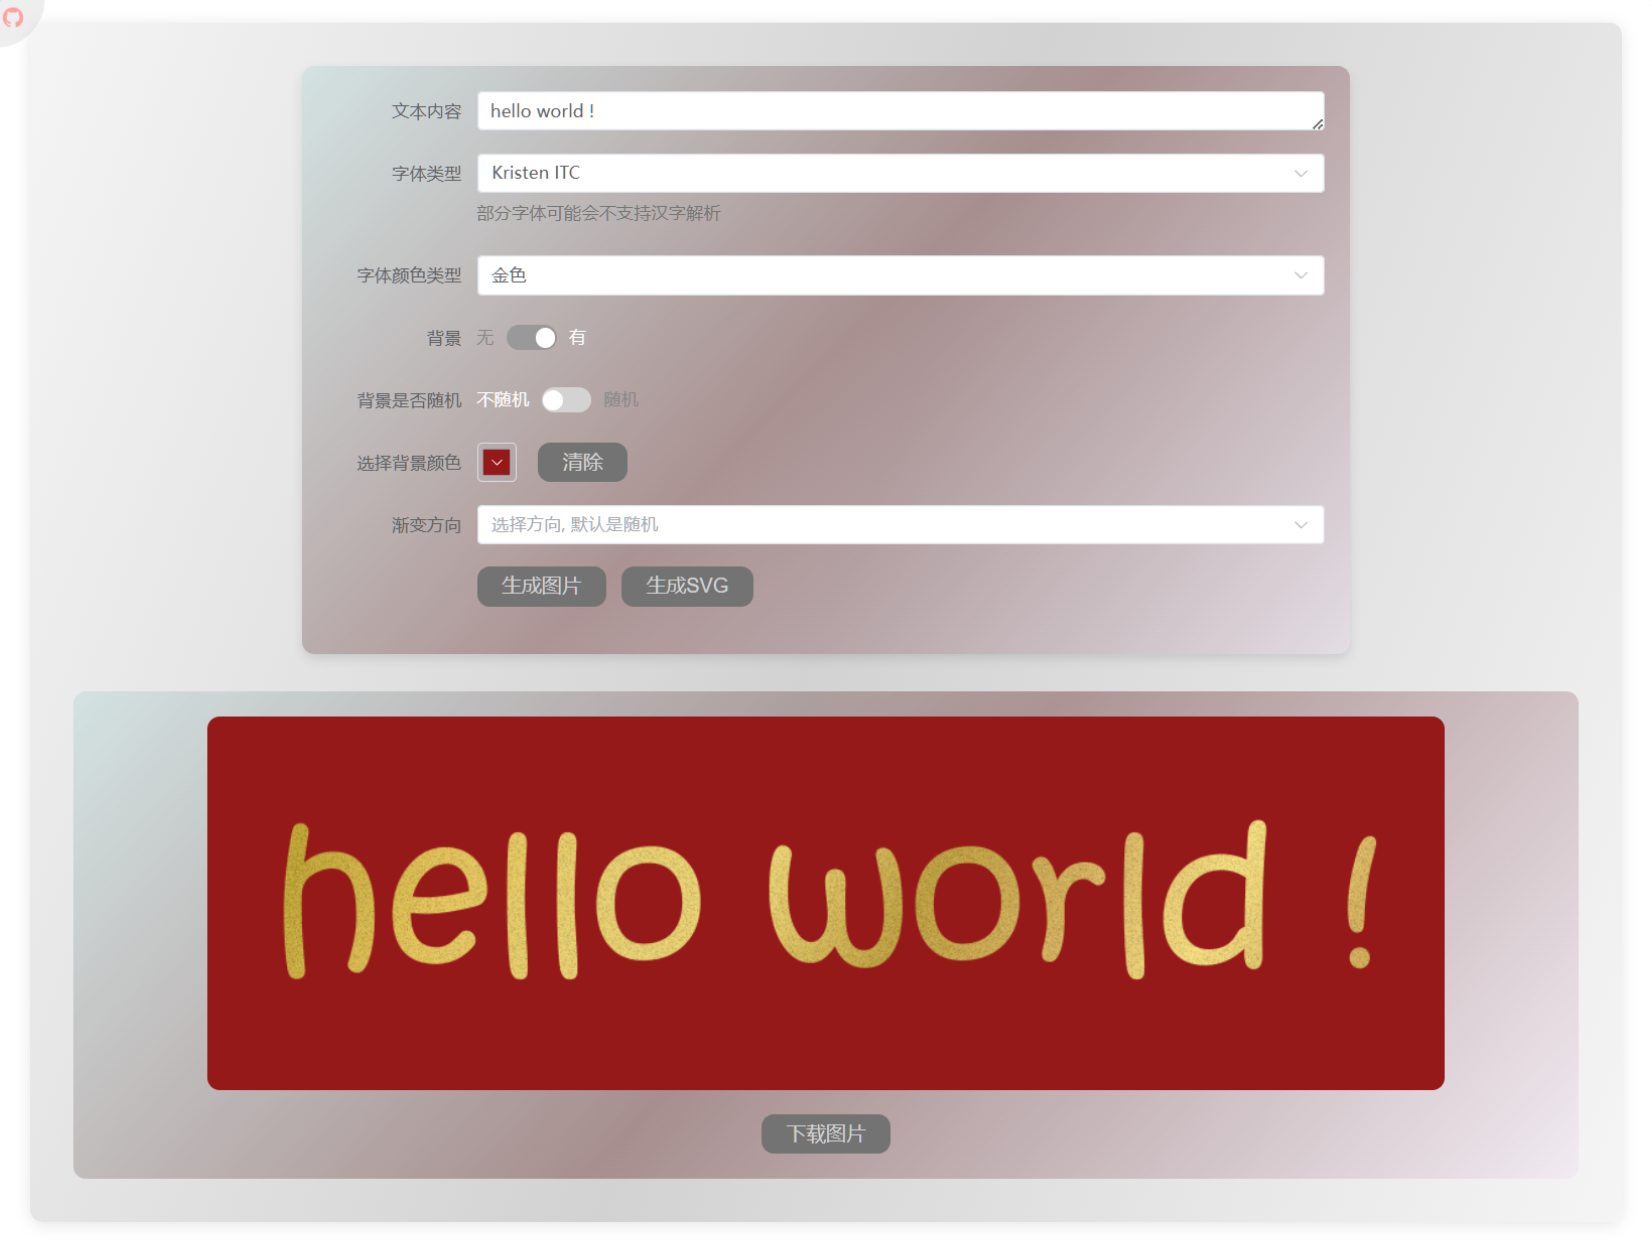 文本内容 hello world !
字体类型 Kristen ITC
部分字体可能会不支持汉字解析
字体颜色类型 金色
背景 无 有
背景是否随机 不随机 随机
选择背景颜色 清除
渐变方向 选择方向, 默认是随机
生成图片 生成SVG
hello world !
下载图片